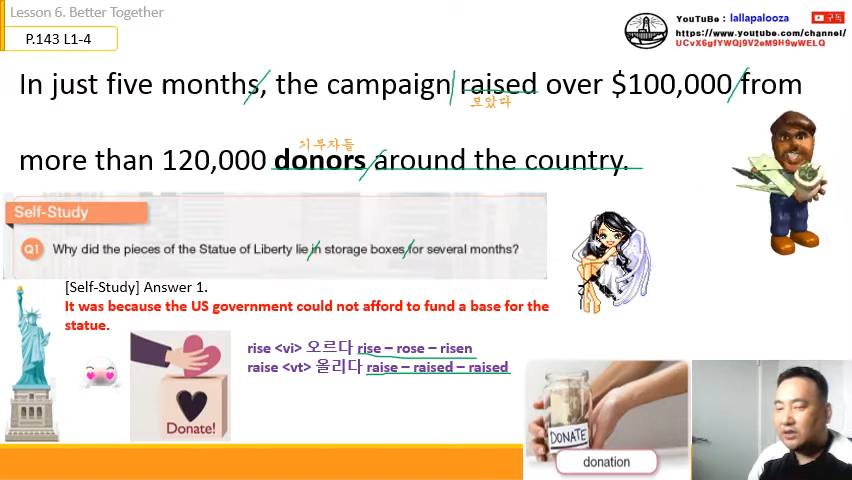 Lesson 6. Better Together
P.143 L1-4
YouTuBe : lallapalooza
구독
https://www.youtube.com/channel/
UCvX6gfYWQj9V2eM9H9wWELQ
In just five months, the campaign raised over $100,000 from
모았다
기부자들
more than 120,000 donors around the country.
Self-Study
Q1 Why did the pieces of the Statue of Liberty lie in storage boxes for several months?
[Self-Study] Answer 1.
It was because the US government could not afford to fund a base for the
statue.
rise <vi> 오르다 rise – rose – risen
raise <vt> 올리다 raise – raised – raised
Donate!
DONATE
donation